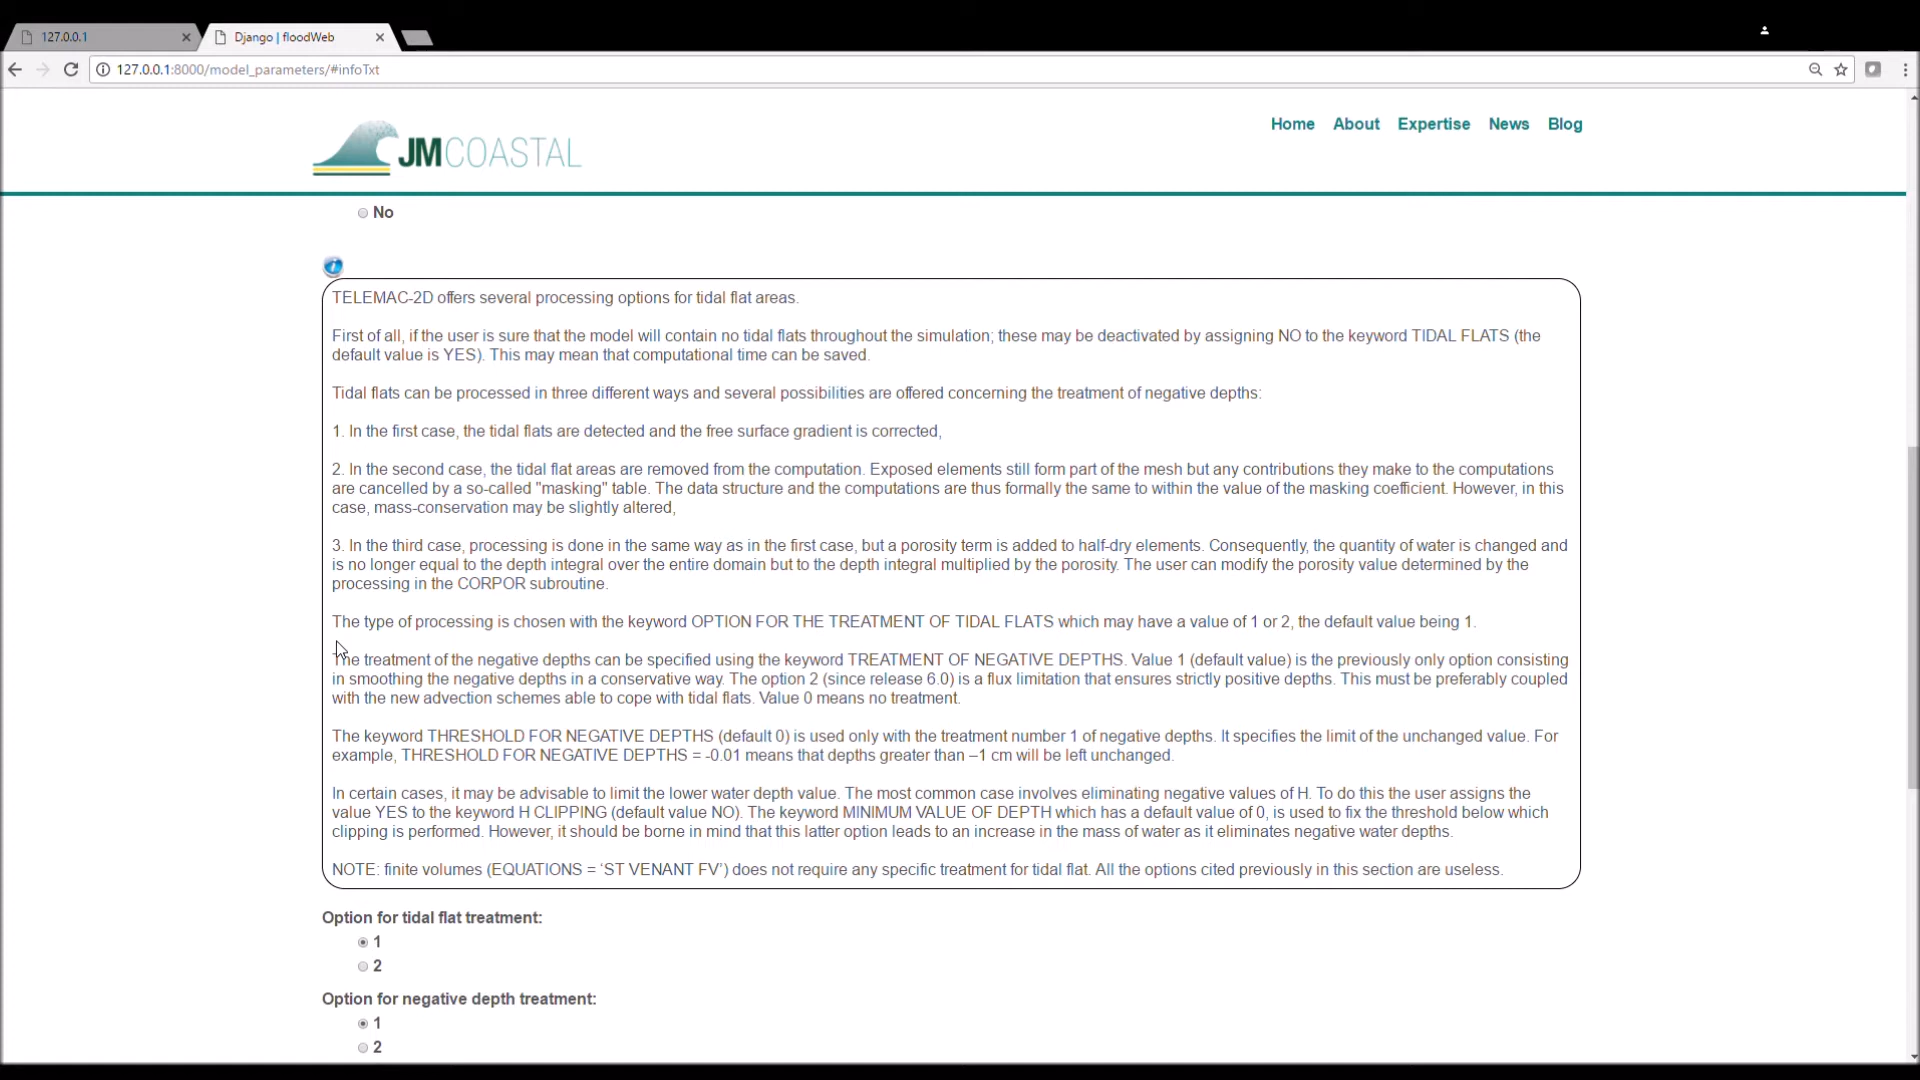 127.0.0.1
Django | floodWeb
127.0.0.1:8000/model_parameters/#infoTxt
JMCOASTAL
Home About Expertise News Blog
No
TELEMAC-2D offers several processing options for tidal flat areas.
First of all, if the user is sure that the model will contain no tidal flats throughout the simulation; these may be deactivated by assigning NO to the keyword TIDAL FLATS (the
default value is YES). This may mean that computational time can be saved.
Tidal flats can be processed in three different ways and several possibilities are offered concerning the treatment of negative depths:
1. In the first case, the tidal flats are detected and the free surface gradient is corrected,
2. In the second case, the tidal flat areas are removed from the computation. Exposed elements still form part of the mesh but any contributions they make to the computations
are cancelled by a so-called "masking" table. The data structure and the computations are thus formally the same to within the value of the masking coefficient. However, in this
case, mass-conservation may be slightly altered,
3. In the third case, processing is done in the same way as in the first case, but a porosity term is added to half-dry elements. Consequently, the quantity of water is changed and
is no longer equal to the depth integral over the entire domain but to the depth integral multiplied by the porosity. The user can modify the porosity value determined by the
processing in the CORPOR subroutine.
The type of processing is chosen with the keyword OPTION FOR THE TREATMENT OF TIDAL FLATS which may have a value of 1 or 2, the default value being 1.
The treatment of the negative depths can be specified using the keyword TREATMENT OF NEGATIVE DEPTHS. Value 1 (default value) is the previously only option consisting
in smoothing the negative depths in a conservative way. The option 2 (since release 6.0) is a flux limitation that ensures strictly positive depths. This must be preferably coupled
with the new advection schemes able to cope with tidal flats. Value 0 means no treatment.
The keyword THRESHOLD FOR NEGATIVE DEPTHS (default 0) is used only with the treatment number 1 of negative depths. It specifies the limit of the unchanged value. For
example, THRESHOLD FOR NEGATIVE DEPTHS = -0.01 means that depths greater than –1 cm will be left unchanged.
In certain cases, it may be advisable to limit the lower water depth value. The most common case involves eliminating negative values of H. To do this the user assigns the
value YES to the keyword H CLIPPING (default value NO). The keyword MINIMUM VALUE OF DEPTH which has a default value of 0, is used to fix the threshold below which
clipping is performed. However, it should be borne in mind that this latter option leads to an increase in the mass of water as it eliminates negative water depths.
NOTE: finite volumes (EQUATIONS = ‘ST VENANT FV’) does not require any specific treatment for tidal flat. All the options cited previously in this section are useless.
Option for tidal flat treatment:
1
2
Option for negative depth treatment:
1
2